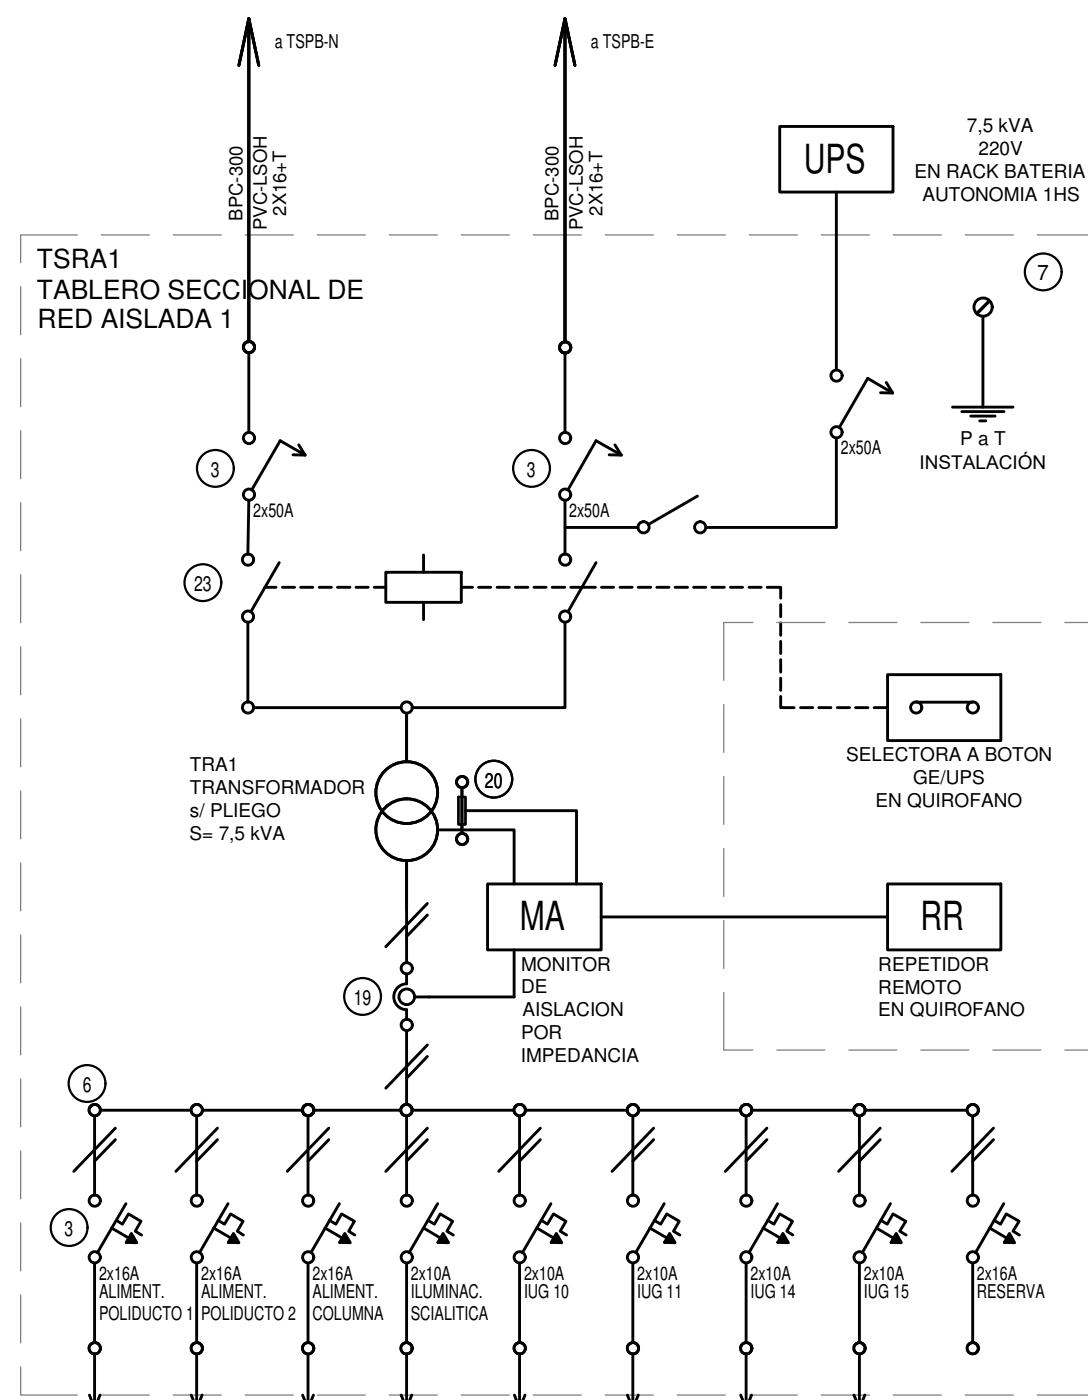 a TSPB-N
a TSPB-E
BPC-300
PVC-LSOH
2X16+T
BPC-300
PVC-LSOH
2X16+T
UPS
7,5 kVA
220V
EN RACK BATERIA
AUTONOMIA 1HS
TSRA1
TABLERO SECCIONAL DE
RED AISLADA 1
7
P a T
INSTALACIÓN
3
2x50A
3
2x50A
2x50A
23
SELECTORA A BOTON
GE/UPS
EN QUIROFANO
TRA1
TRANSFORMADOR
s/ PLIEGO
S= 7,5 kVA
20
MA
MONITOR
DE
AISLACION
POR
IMPEDANCIA
RR
REPETIDOR
REMOTO
EN QUIROFANO
19
6
3
2x16A
ALIMENT.
POLIDUCTO 1
2x16A
ALIMENT.
POLIDUCTO 2
2x16A
ALIMENT.
COLUMNA
2x10A
ILUMINAC.
SCIALITICA
2x10A
IUG 10
2x10A
IUG 11
2x10A
IUG 14
2x10A
IUG 15
2x16A
RESERVA